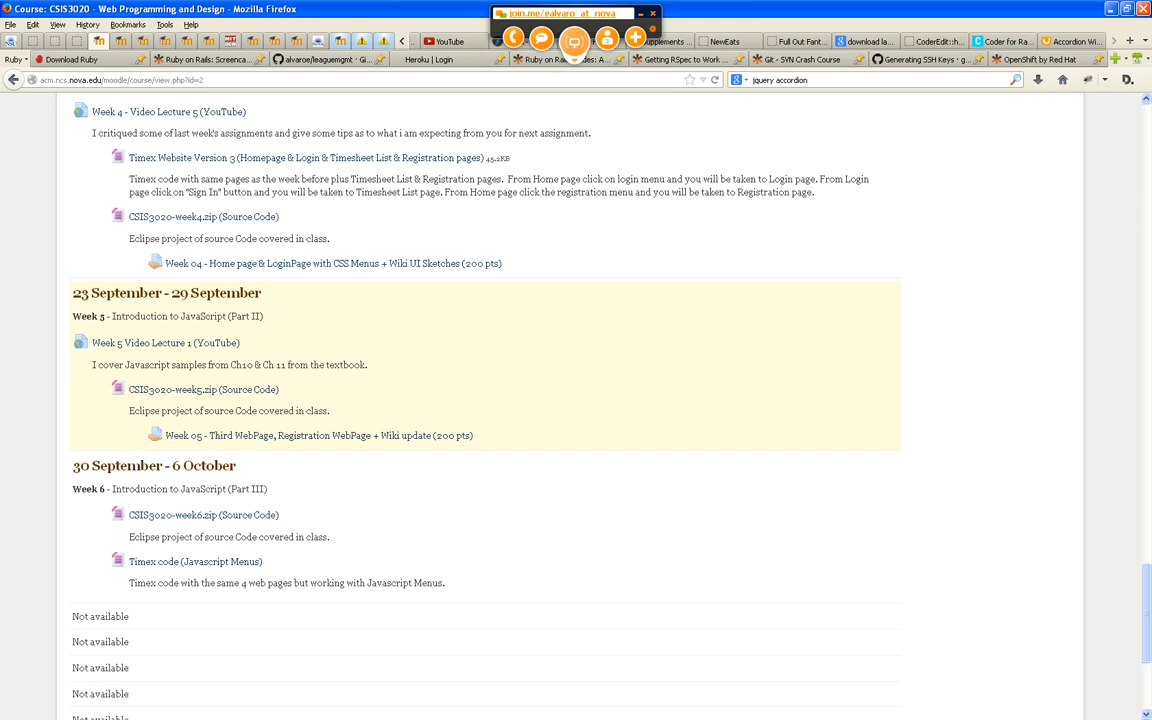 Course: CSIS3020 - Web Programming and Design - Mozilla Firefox
join.me/ealvaro_at_nova
File Edit View History Bookmarks Tools Help
YouTube
upplements ...
NewEats
Full Out Fant...
download la...
CoderEdit::h...
Coder for Ra...
Accordion Wi...
Ruby
Download Ruby
Ruby on Rails: Screenca...
alvaroe/leaguemgmt · Gi...
Heroku | Login
Ruby on Rails Guides: A...
Getting RSpec to Work ...
Git - SVN Crash Course
Generating SSH Keys · g...
OpenShift by Red Hat
acm.ncs.nova.edu/moodle/course/view.php?id=2
jquery accordion
Week 4 - Video Lecture 5 (YouTube)
I critiqued some of last week's assignments and give some tips as to what i am expecting from you for next assignment.
Timex Website Version 3 (Homepage & Login & Timesheet List & Registration pages) 45.2KB
Timex code with same pages as the week before plus Timesheet List & Registration pages. From Home page click on login menu and you will be taken to Login page. From Login
page click on "Sign In" button and you will be taken to Timesheet List page. From Home page click the registration menu and you will be taken to Registration page.
CSIS3020-week4.zip (Source Code)
Eclipse project of source Code covered in class.
Week 04 - Home page & LoginPage with CSS Menus + Wiki UI Sketches (200 pts)
23 September - 29 September
Week 5 - Introduction to JavaScript (Part II)
Week 5 Video Lecture 1 (YouTube)
I cover Javascript samples from Ch10 & Ch 11 from the textbook.
CSIS3020-week5.zip (Source Code)
Eclipse project of source Code covered in class.
Week 05 - Third WebPage, Registration WebPage + Wiki update (200 pts)
30 September - 6 October
Week 6 - Introduction to JavaScript (Part III)
CSIS3020-week6.zip (Source Code)
Eclipse project of source Code covered in class.
Timex code (Javascript Menus)
Timex code with the same 4 web pages but working with Javascript Menus.
Not available
Not available
Not available
Not available
Not available